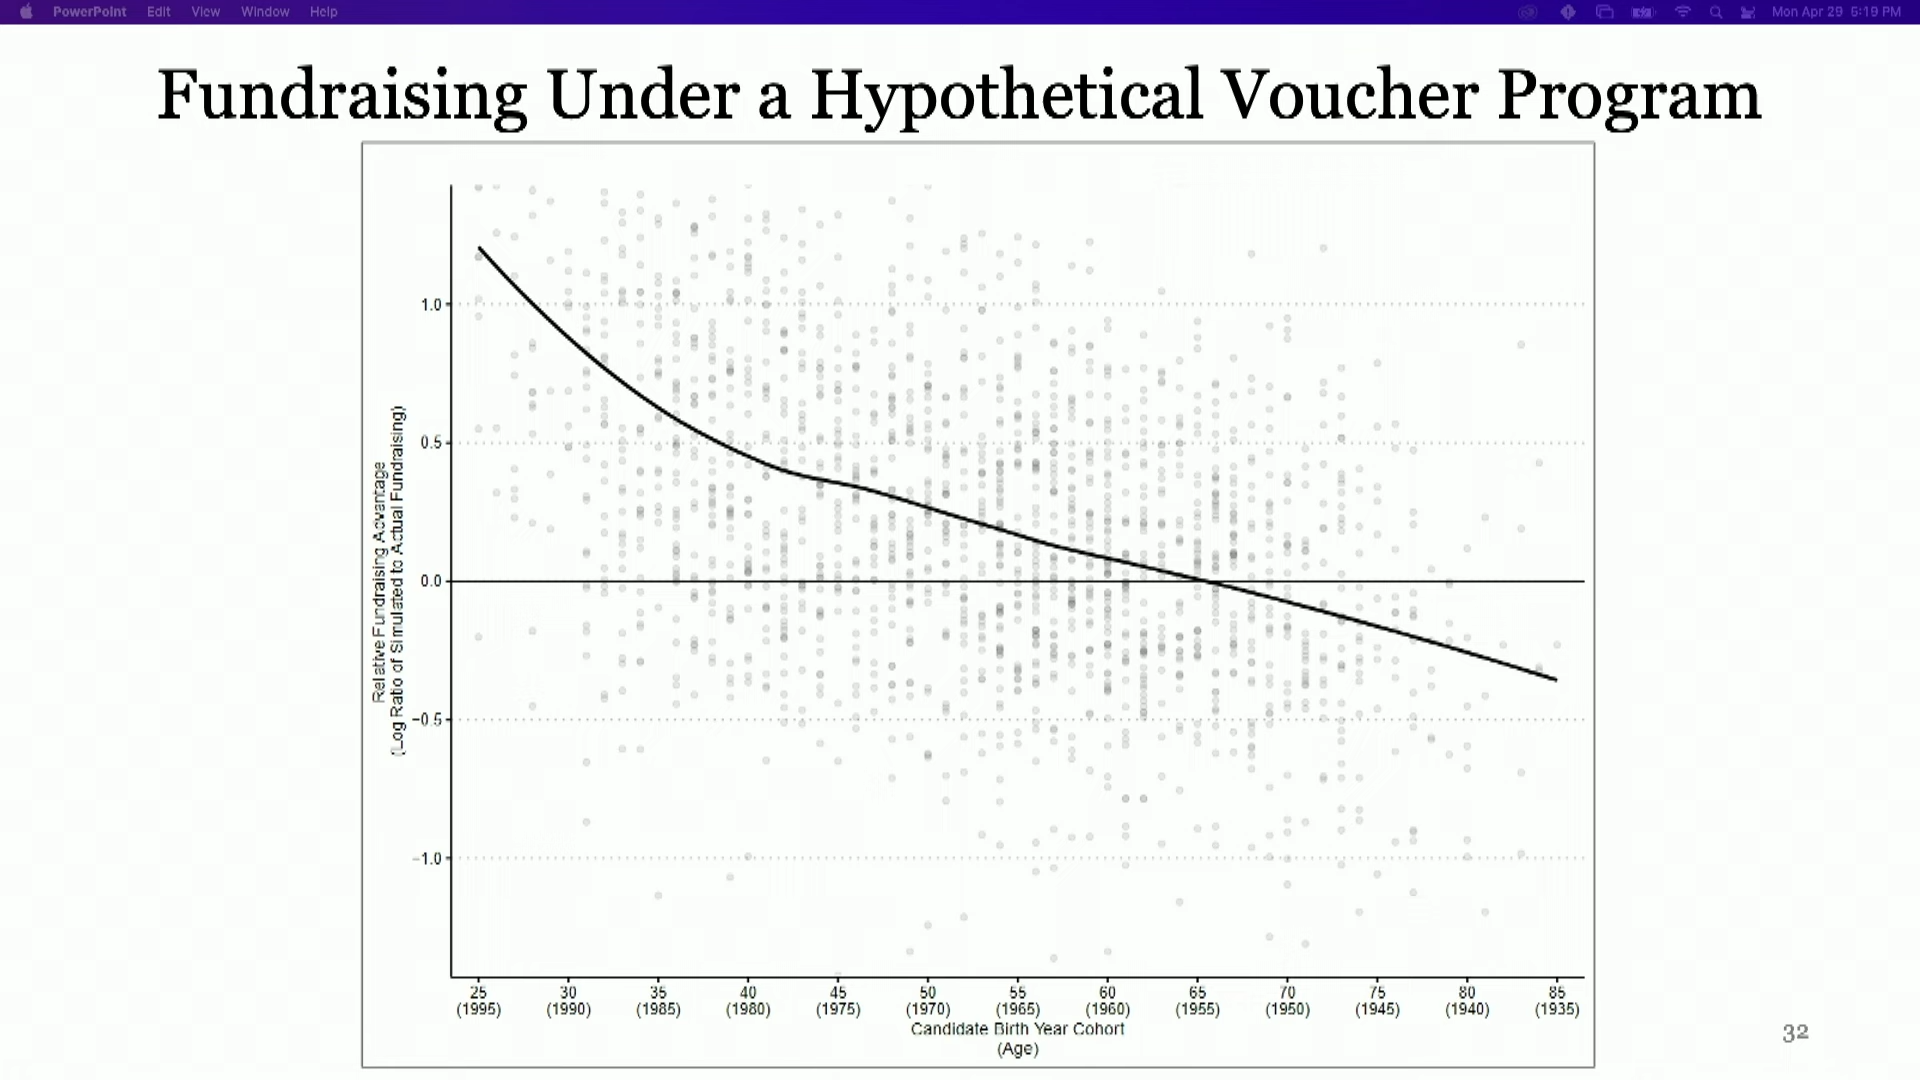 PowerPoint Edit View Window Help Mon Apr 29 5:19 PM
Fundraising Under a Hypothetical Voucher Program
Relative Fundraising Advantage
(Log Ratio of Simulated to Actual Fundraising)
1.0
0.5
0.0
−0.5
−1.0
25 30 35 40 45 50 55 60 65 70 75 80 85
(1995) (1990) (1985) (1980) (1975) (1970) (1965) (1960) (1955) (1950) (1945) (1940) (1935)
Candidate Birth Year Cohort
(Age)
32